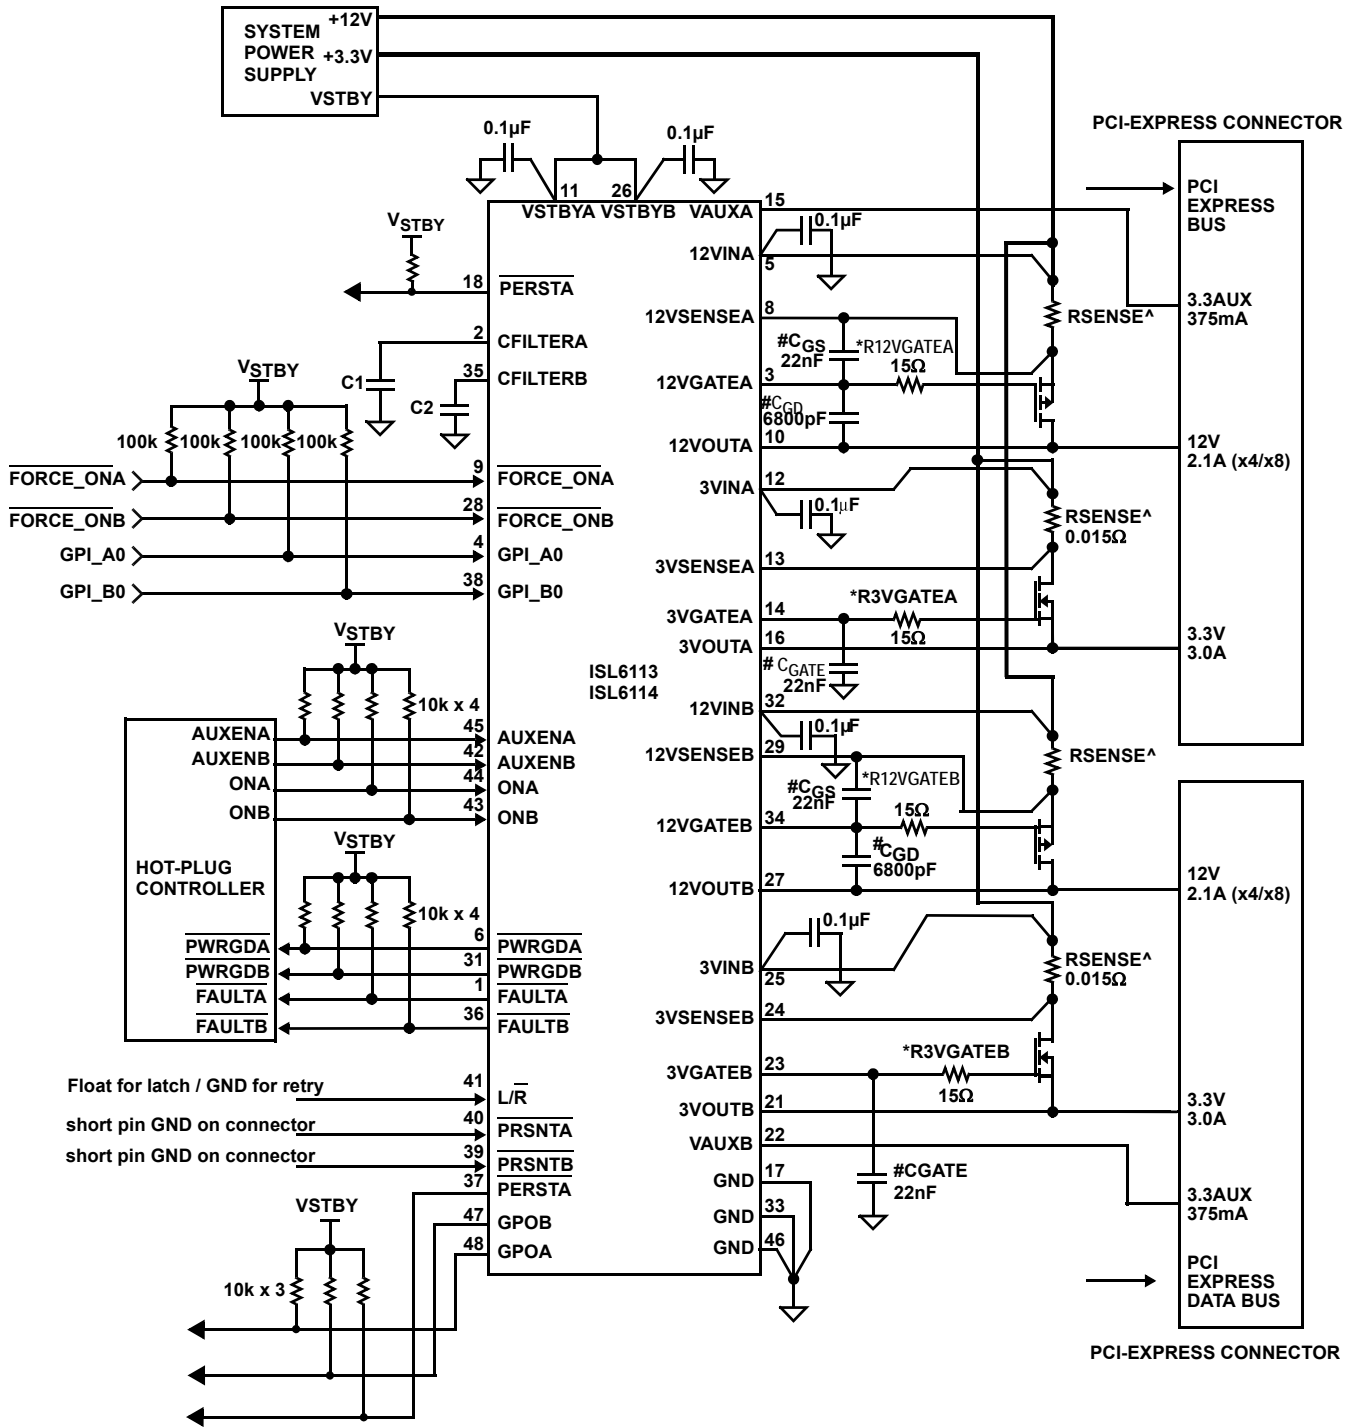 SYSTEM
POWER
SUPPLY
+12V
+3.3V
VSTBY
0.1µF
0.1µF
PCI-EXPRESS CONNECTOR
11
26
VSTBYA
VSTBYB
VSTBY
18
PERSTA
2
CFILTERA
35
CFILTERB
C1
C2
VSTBY
100k
100k
100k
100k
FORCE_ONA
9
FORCE_ONA
FORCE_ONB
28
FORCE_ONB
GPI_A0
4
GPI_A0
GPI_B0
38
GPI_B0
VSTBY
10k x 4
HOT-PLUG
CONTROLLER
AUXENA
45
AUXENA
AUXENB
42
AUXENB
ONA
44
ONA
ONB
43
ONB
VSTBY
10k x 4
PWRGDA
6
PWRGDA
PWRGDB
31
PWRGDB
FAULTA
1
FAULTA
FAULTB
36
FAULTB
Float for latch / GND for retry
41
L/R
short pin GND on connector
40
PRSNTA
short pin GND on connector
39
PRSNTB
37
PERSTA
VSTBY
47
GPOB
48
GPOA
10k x 3
ISL6113
ISL6114
VAUXA
15
12VINA
5
0.1µF
12VSENSEA
8
#CGS
22nF
*R12VGATEA
15Ω
12VGATEA
3
#CGD
6800pF
12VOUTA
10
RSENSE^
3VINA
12
0.1µF
RSENSE^
0.015Ω
3VSENSEA
13
3VGATEA
14
*R3VGATEA
15Ω
3VOUTA
16
# CGATE
22nF
12VINB
32
0.1µF
12VSENSEB
29
RSENSE^
#CGS
22nF
*R12VGATEB
15Ω
12VGATEB
34
#CGD
6800pF
12VOUTB
27
0.1µF
3VINB
25
RSENSE^
0.015Ω
3VSENSEB
24
3VGATEB
23
*R3VGATEB
15Ω
3VOUTB
21
VAUXB
22
#CGATE
22nF
GND
17
GND
33
GND
46
PCI
EXPRESS
BUS
3.3AUX
375mA
12V
2.1A (x4/x8)
3.3V
3.0A
12V
2.1A (x4/x8)
3.3V
3.0A
3.3AUX
375mA
PCI
EXPRESS
DATA BUS
PCI-EXPRESS CONNECTOR